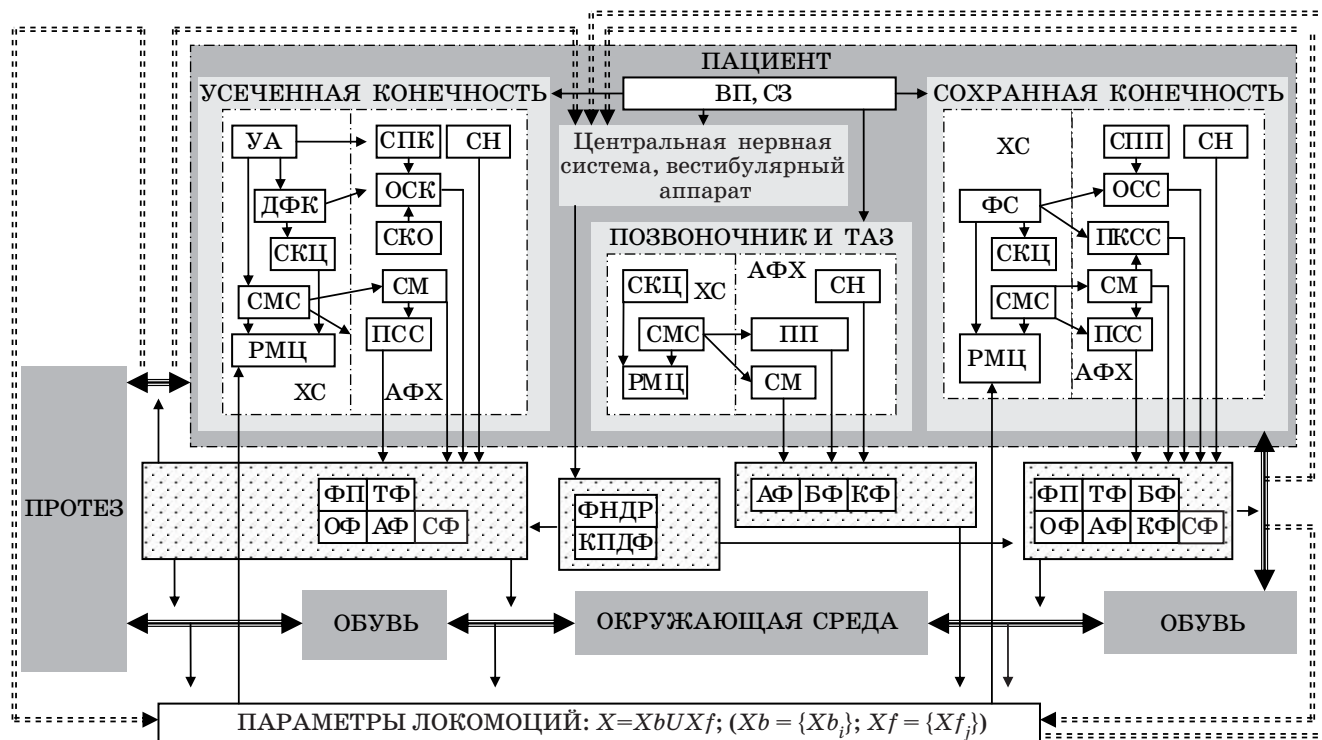 ПАЦИЕНТ
ВП, СЗ
УСЕЧЕННАЯ КОНЕЧНОСТЬ
УА
СПК
СН
ДФК
ОСК
СКЦ
СКО
СМС
СМ
РМЦ
ПСС
ХС
АФХ
Центральная нервная
система, вестибулярный
аппарат
ПОЗВОНОЧНИК И ТАЗ
СКЦ
ХС
АФХ
СН
СМС
ПП
РМЦ
СМ
СОХРАННАЯ КОНЕЧНОСТЬ
ХС
СПП
СН
ФС
ОСС
СКЦ
ПКСС
СМС
СМ
РМЦ
ПСС
АФХ
ПРОТЕЗ
ФП ТФ
ОФ АФ СФ
ФНДР
КПДФ
АФ БФ КФ
ФП ТФ БФ
ОФ АФ КФ СФ
ОБУВЬ
ОКРУЖАЮЩАЯ СРЕДА
ОБУВЬ
ПАРАМЕТРЫ ЛОКОМОЦИЙ: X=XbUXf; (Xb = {Xb_i}; Xf = {Xf_j})